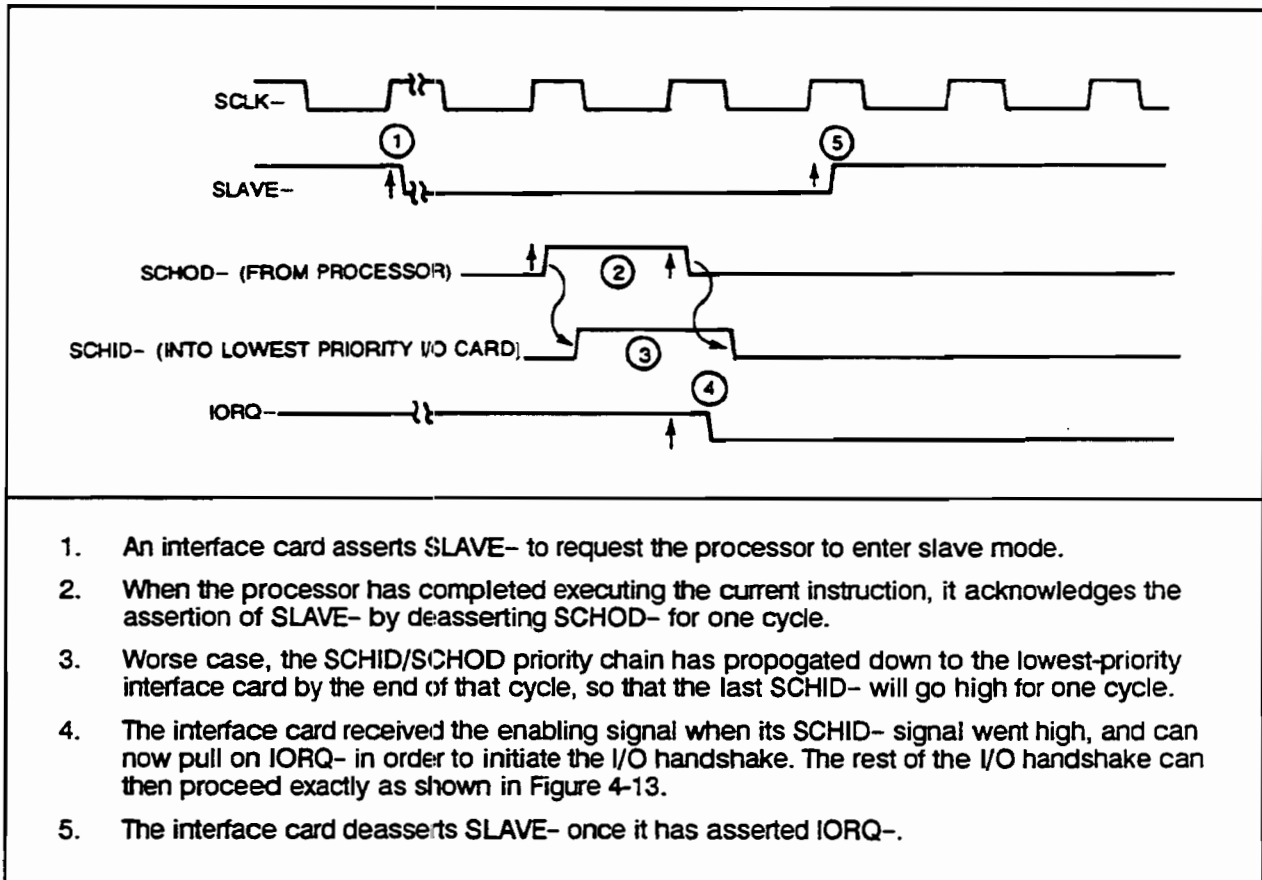 SCLK–
1
5
SLAVE–
SCHOD– (FROM PROCESSOR)
2
SCHID– (INTO LOWEST PRIORITY I/O CARD)
3
4
IORQ–
1. An interface card asserts SLAVE– to request the processor to enter slave mode.
2. When the processor has completed executing the current instruction, it acknowledges the
assertion of SLAVE– by deasserting SCHOD– for one cycle.
3. Worse case, the SCHID/SCHOD priority chain has propogated down to the lowest-priority
interface card by the end of that cycle, so that the last SCHID– will go high for one cycle.
4. The interface card received the enabling signal when its SCHID– signal went high, and can
now pull on IORQ– in order to initiate the I/O handshake. The rest of the I/O handshake can
then proceed exactly as shown in Figure 4-13.
5. The interface card deasserts SLAVE– once it has asserted IORQ–.